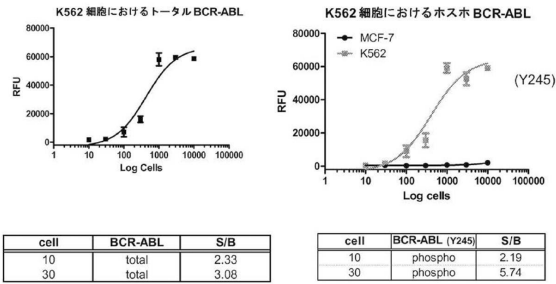 K562 細胞におけるトータル BCR-ABL
RFU
80000
60000
40000
20000
0
1 10 100 1000 10000 100000
Log Cells
cell BCR-ABL S/B
10 total 2.33
30 total 3.08
K562 細胞におけるホスホ BCR-ABL
MCF-7
K562
(Y245)
RFU
80000
60000
40000
20000
0
1 10 100 1000 10000 100000
Log cells
cell BCR-ABL (Y245) S/B
10 phospho 2.19
30 phospho 5.74